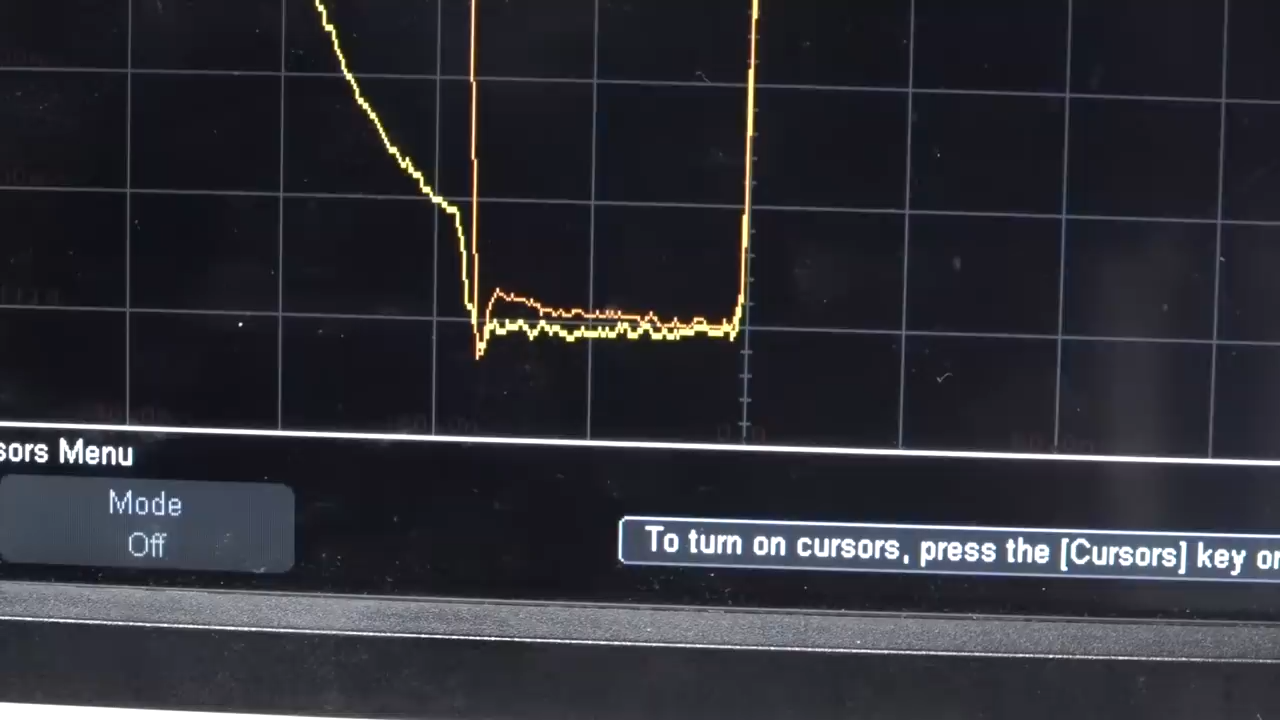 sors Menu
Mode
Off
To turn on cursors, press the [Cursors] key or